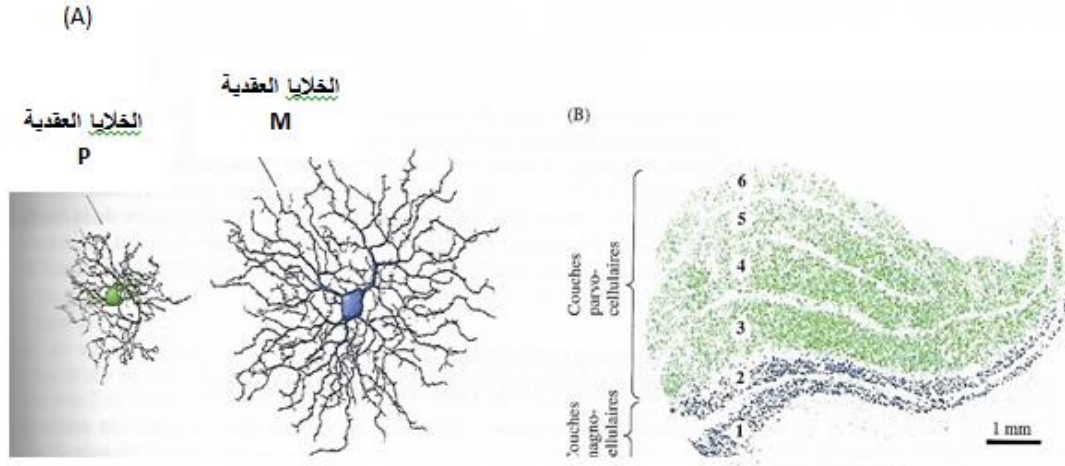 (A)
الخلايا العقدية
M
الخلايا العقدية
P
(B)
6
5
4
3
2
1
Couches
parvo-
cellulaires
Couches
magno-
cellulaires
1 mm